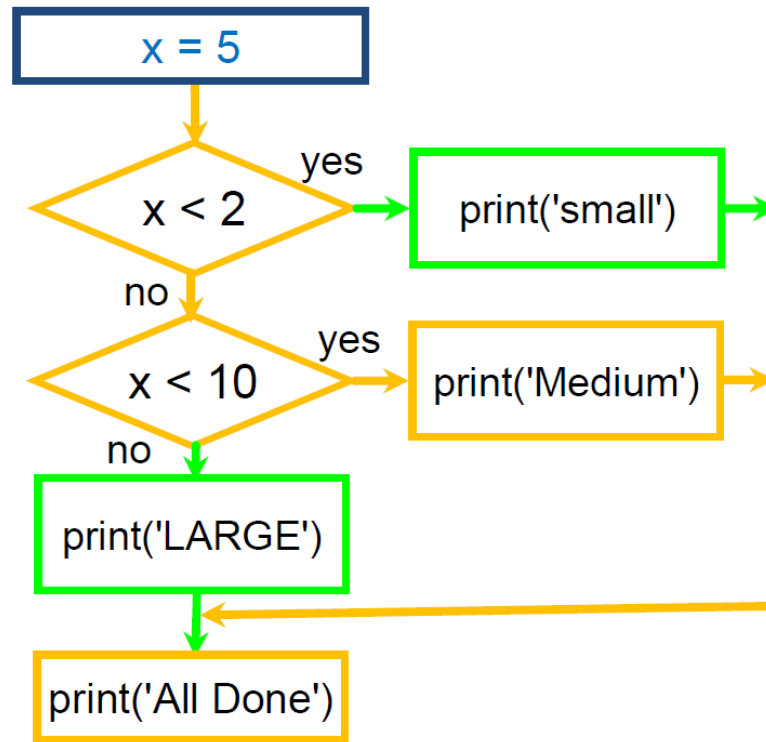 x = 5
yes
x < 2
print('small')
no
yes
x < 10
print('Medium')
no
print('LARGE')
print('All Done')